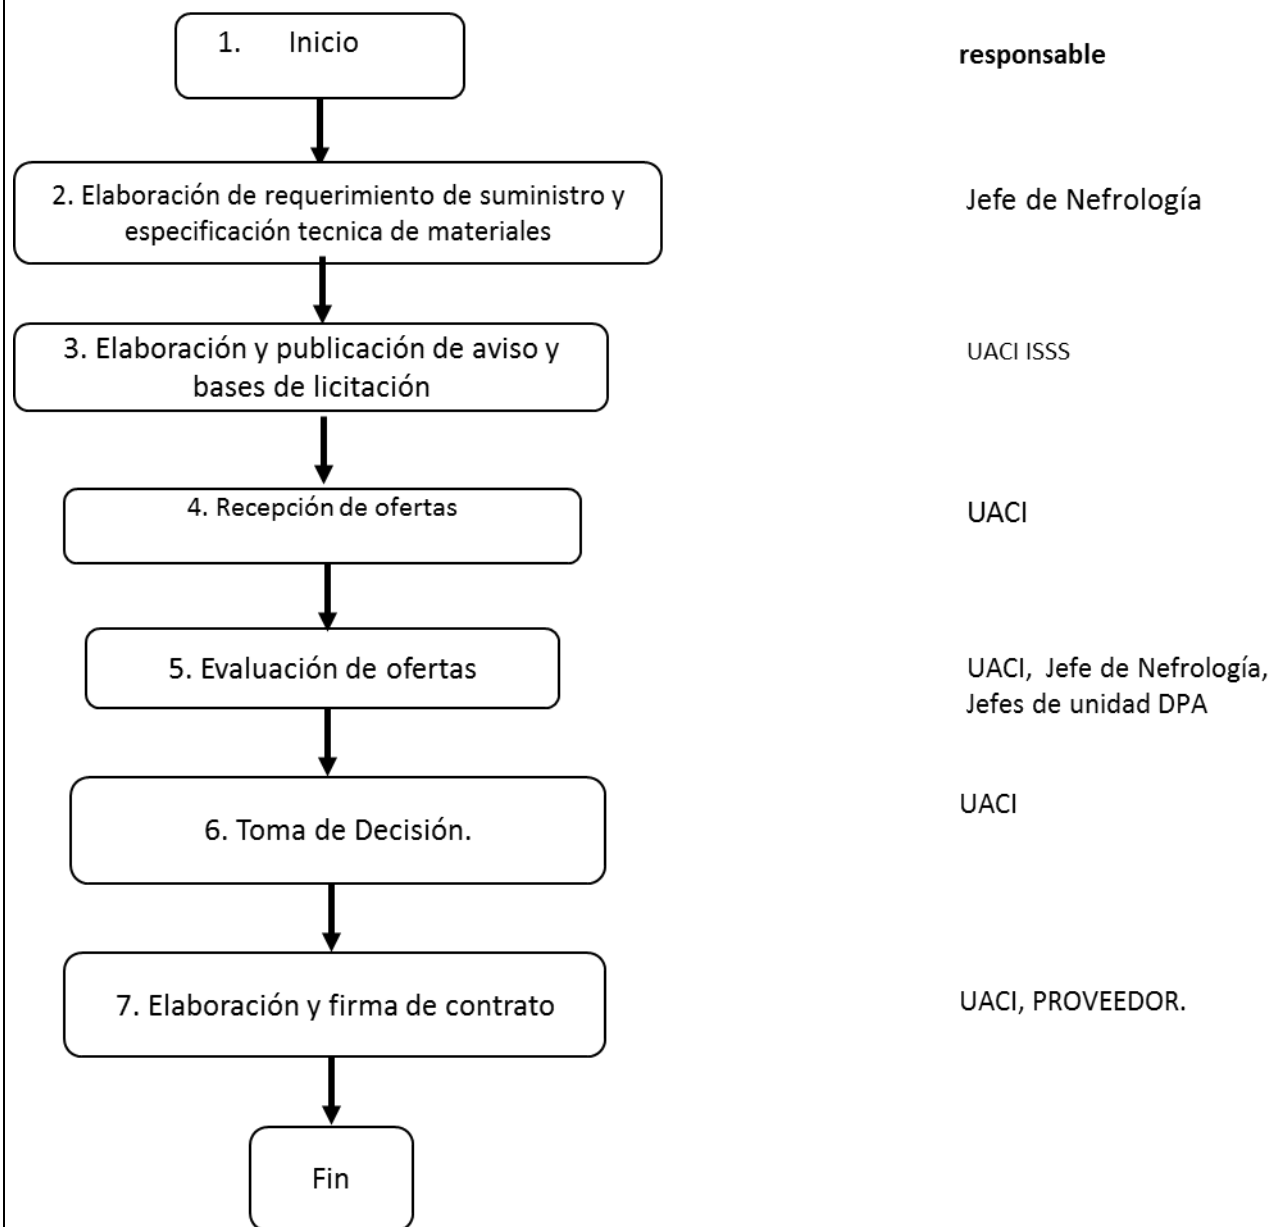 1. Inicio
responsable
2. Elaboración de requerimiento de suministro y
especificación tecnica de materiales
Jefe de Nefrología
3. Elaboración y publicación de aviso y
bases de licitación
UACI ISSS
4. Recepción de ofertas
UACI
5. Evaluación de ofertas
UACI, Jefe de Nefrología,
Jefes de unidad DPA
6. Toma de Decisión.
UACI
7. Elaboración y firma de contrato
UACI, PROVEEDOR.
Fin